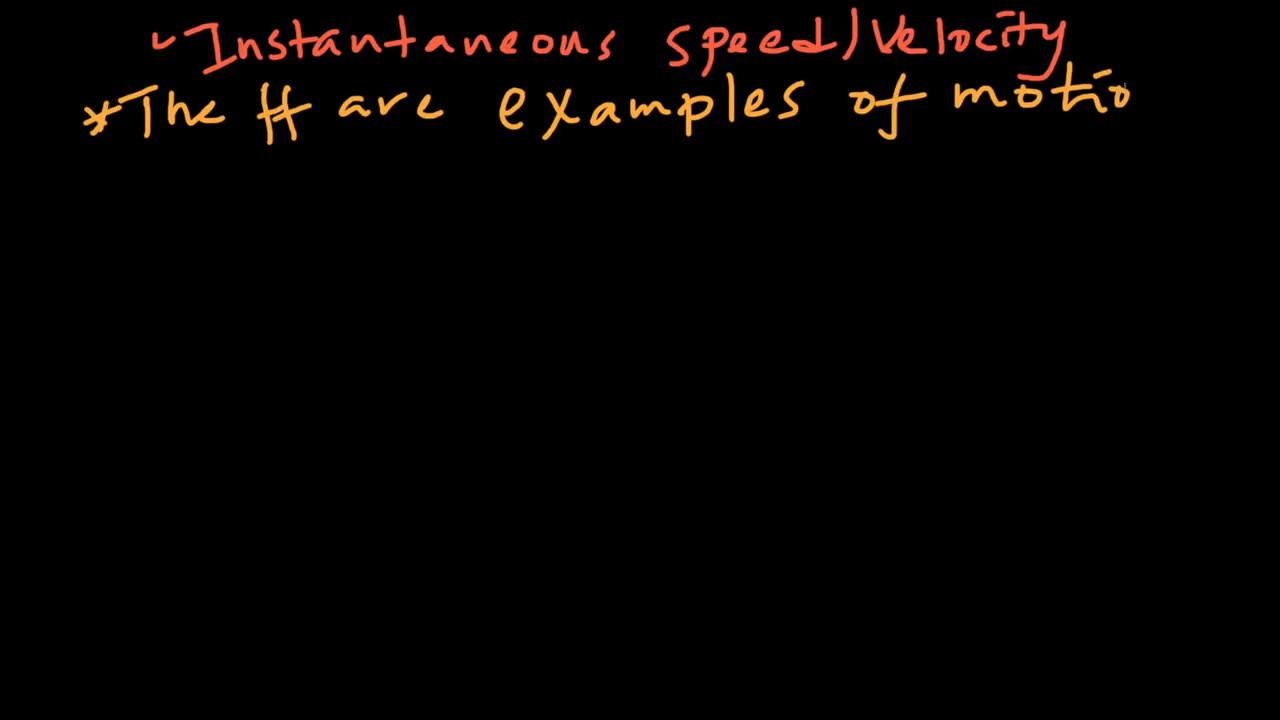 ✓Instantaneous speed/Velocity
*The ff are examples of motio